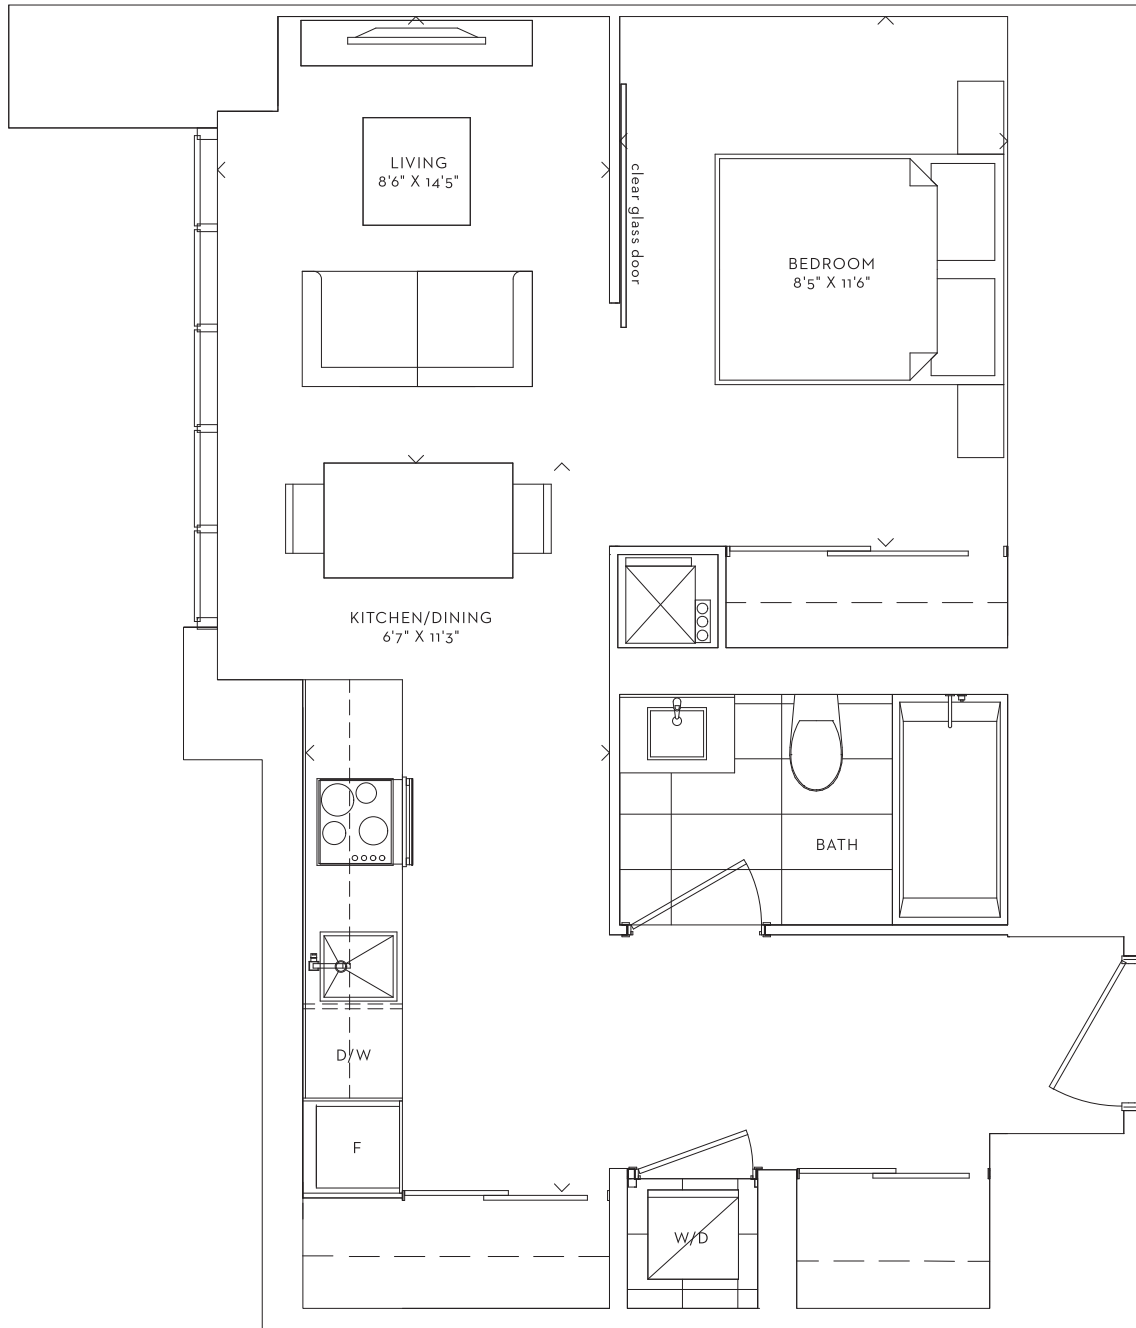 LIVING
8'6" X 14'5"
clear glass door
BEDROOM
8'5" X 11'6"
KITCHEN/DINING
6'7" X 11'3"
BATH
D/W
F
W/D